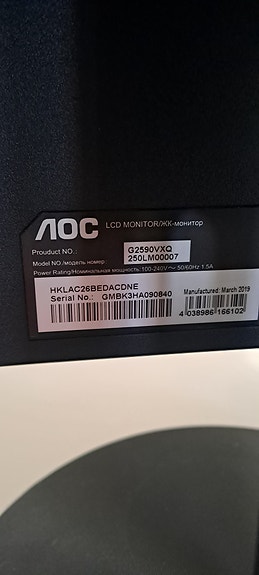 AOC LCD MONITOR/ЖК-монитор
Prouduct NO.: G2590VXQ
Model NO./модель номер: 250LM00007
Power Rating/Номинальная мощность:100-240V～ 50/60Hz 1.5A
HKLAC26BEDACDNE
Manufactured: March 2019
Serial No.: GMBK3HA090840
4 038986 166102